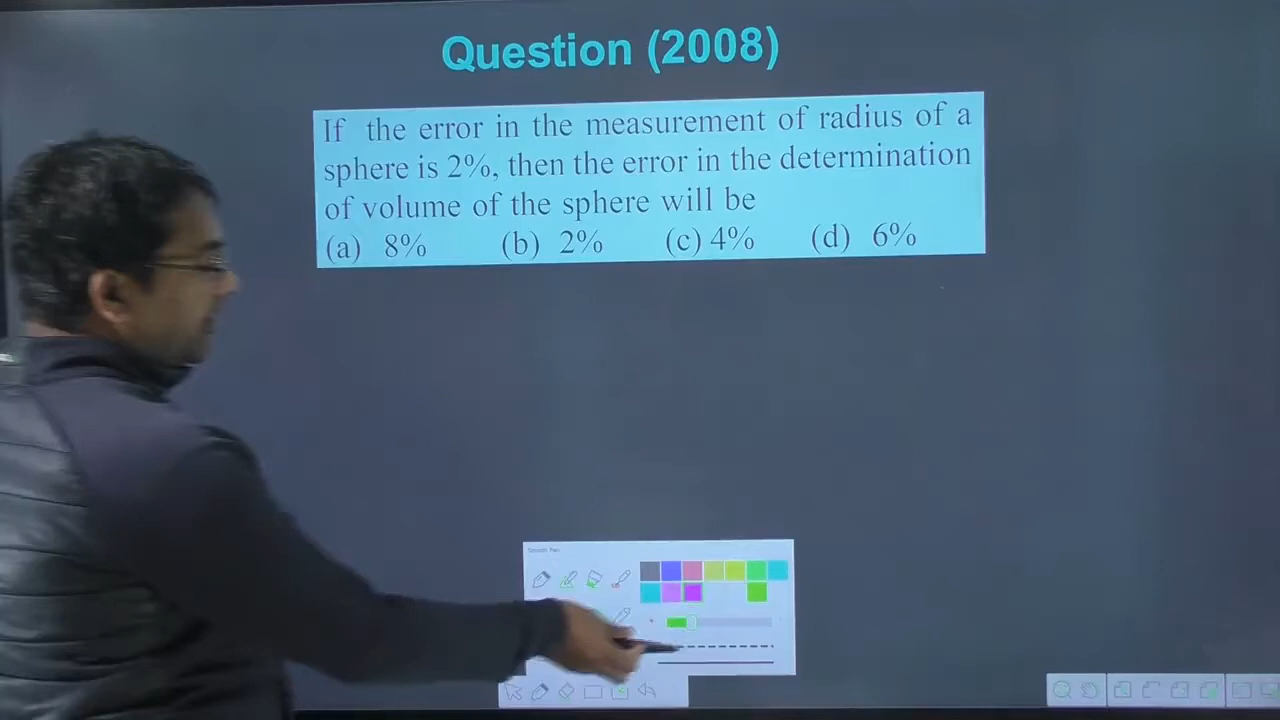 Question (2008)
If the error in the measurement of radius of a
sphere is 2%, then the error in the determination
of volume of the sphere will be
(a) 8% (b) 2% (c) 4% (d) 6%